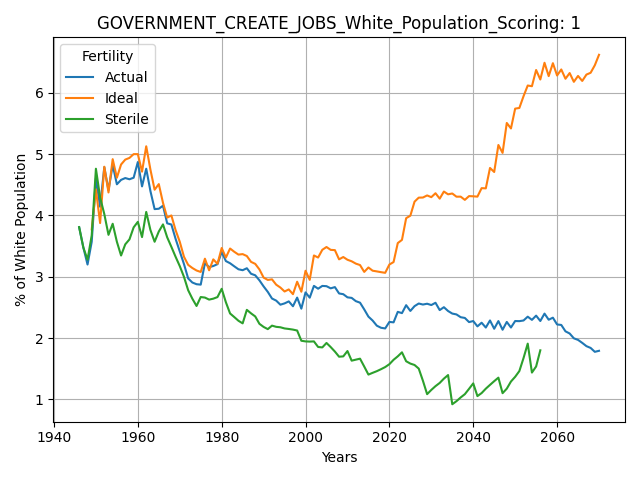 GOVERNMENT_CREATE_JOBS_White_Population_Scoring: 1
Fertility
Actual
Ideal
Sterile
% of White Population
6
5
4
3
2
1
1940
1960
1980
2000
2020
2040
2060
Years